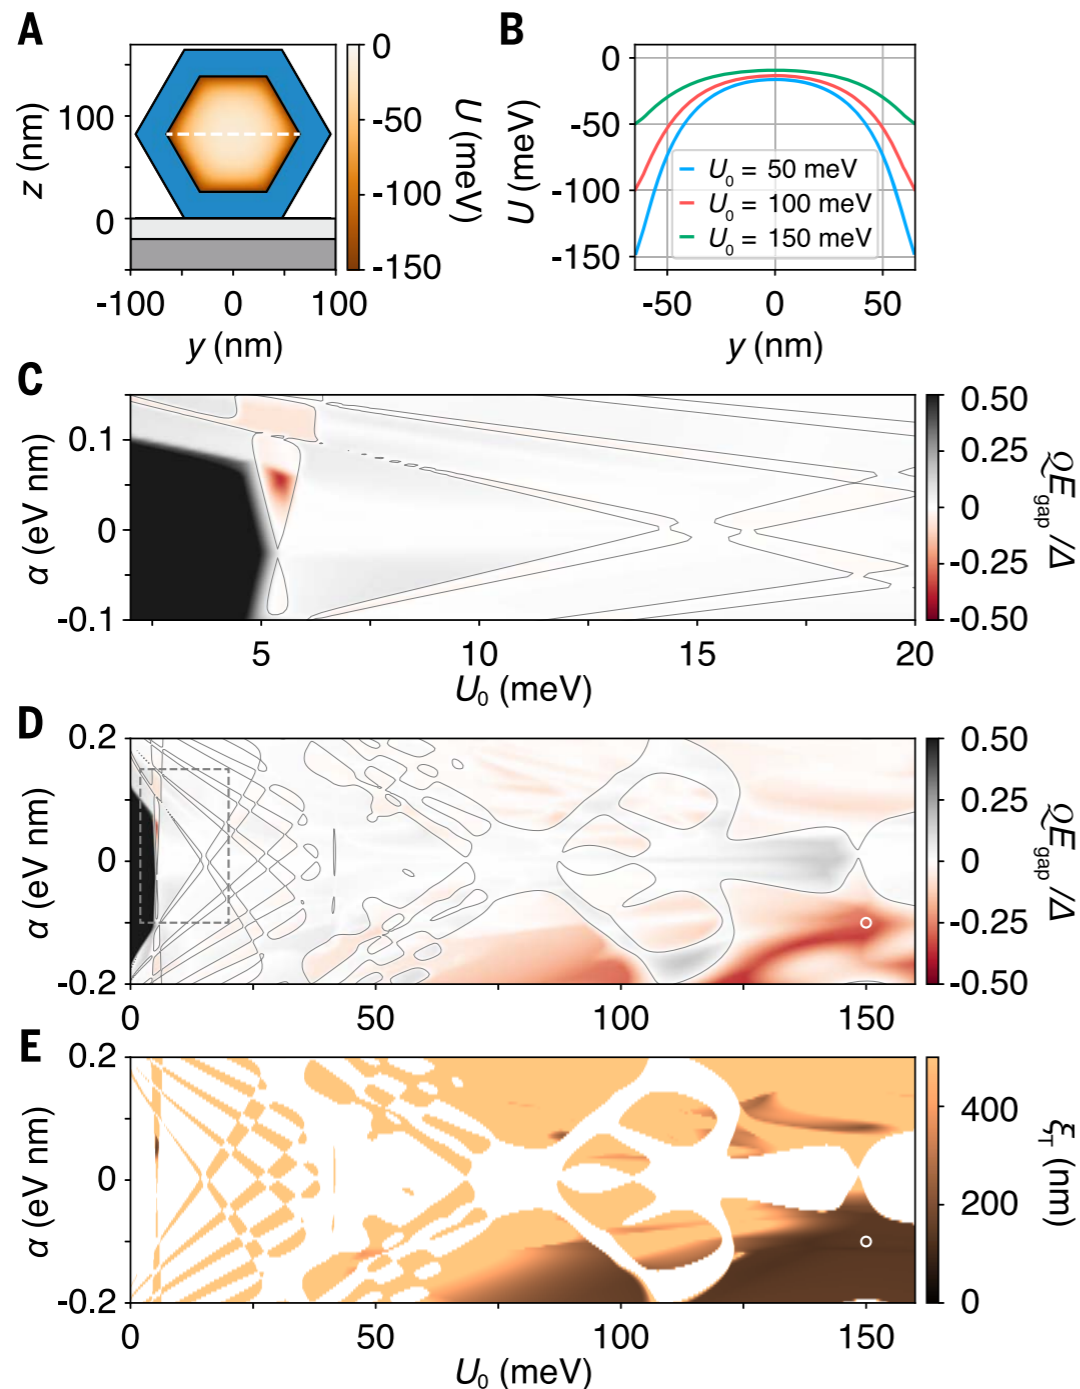 A
B
z (nm)
100
0
-100
0
100
y (nm)
0
-50
-100
-150
U (meV)
U (meV)
0
-50
-100
-150
U₀ = 50 meV
U₀ = 100 meV
U₀ = 150 meV
-50
0
50
y (nm)
C
α (eV nm)
0.1
0
-0.1
5
10
15
20
U₀ (meV)
0.50
0.25
0
-0.25
-0.50
QE_gap/Δ
D
α (eV nm)
0.2
0
-0.2
0
50
100
150
0.50
0.25
0
-0.25
-0.50
QE_gap/Δ
E
α (eV nm)
0.2
0
-0.2
0
50
100
150
U₀ (meV)
400
200
0
ξ_T (nm)